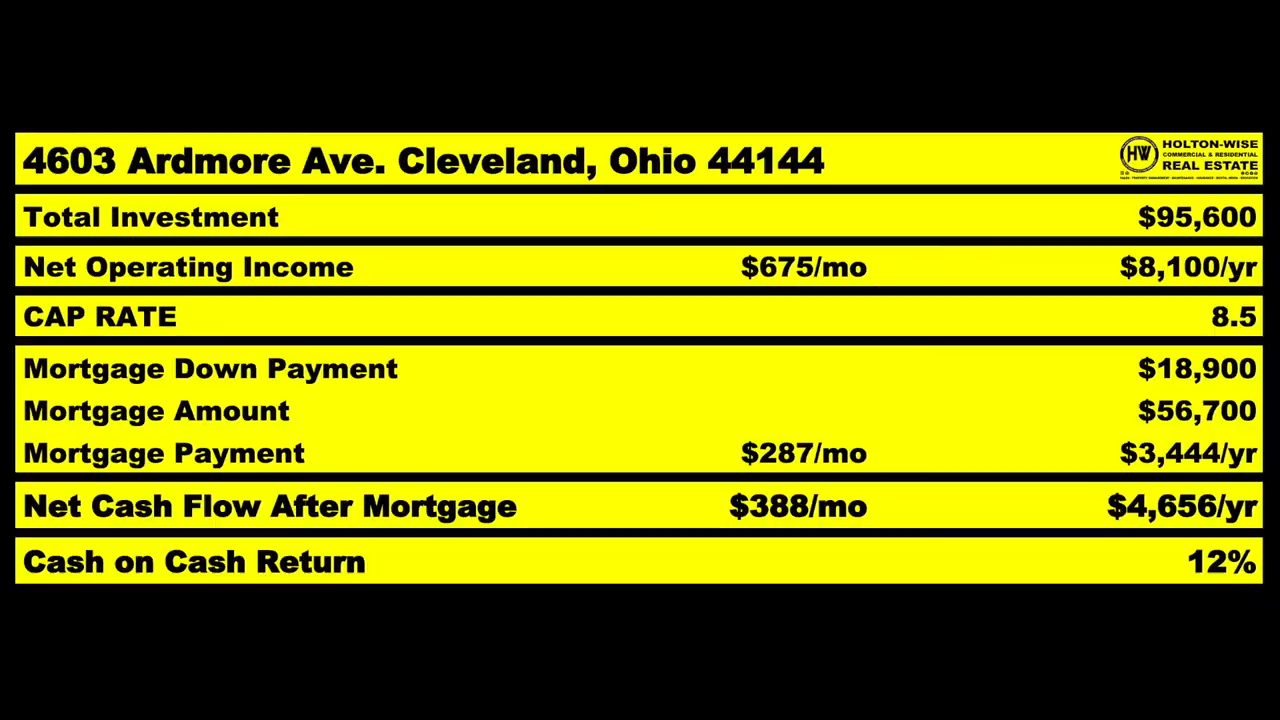 4603 Ardmore Ave. Cleveland, Ohio 44144
HW
HOLTON-WISE
COMMERCIAL & RESIDENTIAL
REAL ESTATE
Total Investment $95,600
Net Operating Income $675/mo $8,100/yr
CAP RATE 8.5
Mortgage Down Payment $18,900
Mortgage Amount $56,700
Mortgage Payment $287/mo $3,444/yr
Net Cash Flow After Mortgage $388/mo $4,656/yr
Cash on Cash Return 12%